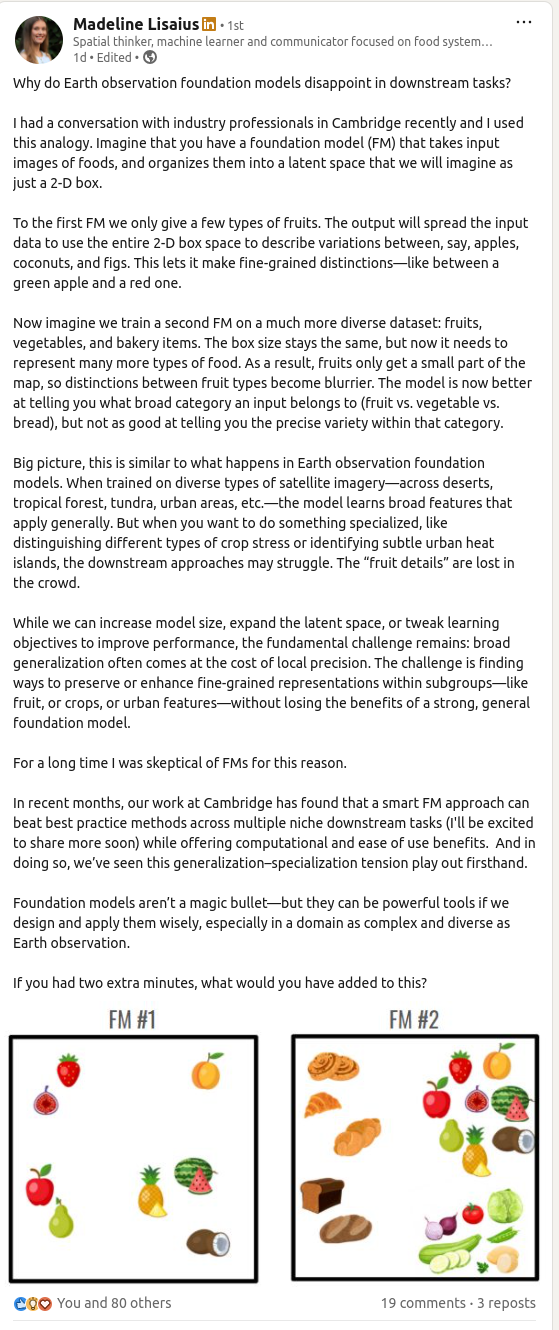 Madeline Lisaius in • 1st
Spatial thinker, machine learner and communicator focused on food system...
1d • Edited •
Why do Earth observation foundation models disappoint in downstream tasks?
I had a conversation with industry professionals in Cambridge recently and I used
this analogy. Imagine that you have a foundation model (FM) that takes input
images of foods, and organizes them into a latent space that we will imagine as
just a 2-D box.
To the first FM we only give a few types of fruits. The output will spread the input
data to use the entire 2-D box space to describe variations between, say, apples,
coconuts, and figs. This lets it make fine-grained distinctions—like between a
green apple and a red one.
Now imagine we train a second FM on a much more diverse dataset: fruits,
vegetables, and bakery items. The box size stays the same, but now it needs to
represent many more types of food. As a result, fruits only get a small part of the
map, so distinctions between fruit types become blurrier. The model is now better
at telling you what broad category an input belongs to (fruit vs. vegetable vs.
bread), but not as good at telling you the precise variety within that category.
Big picture, this is similar to what happens in Earth observation foundation
models. When trained on diverse types of satellite imagery—across deserts,
tropical forest, tundra, urban areas, etc.—the model learns broad features that
apply generally. But when you want to do something specialized, like
distinguishing different types of crop stress or identifying subtle urban heat
islands, the downstream approaches may struggle. The “fruit details” are lost in
the crowd.
While we can increase model size, expand the latent space, or tweak learning
objectives to improve performance, the fundamental challenge remains: broad
generalization often comes at the cost of local precision. The challenge is finding
ways to preserve or enhance fine-grained representations within subgroups—like
fruit, or crops, or urban features—without losing the benefits of a strong, general
foundation model.
For a long time I was skeptical of FMs for this reason.
In recent months, our work at Cambridge has found that a smart FM approach can
beat best practice methods across multiple niche downstream tasks (I'll be excited
to share more soon) while offering computational and ease of use benefits. And in
doing so, we’ve seen this generalization–specialization tension play out firsthand.
Foundation models aren’t a magic bullet—but they can be powerful tools if we
design and apply them wisely, especially in a domain as complex and diverse as
Earth observation.
If you had two extra minutes, what would you have added to this?
FM #1
FM #2
You and 80 others
19 comments • 3 reposts